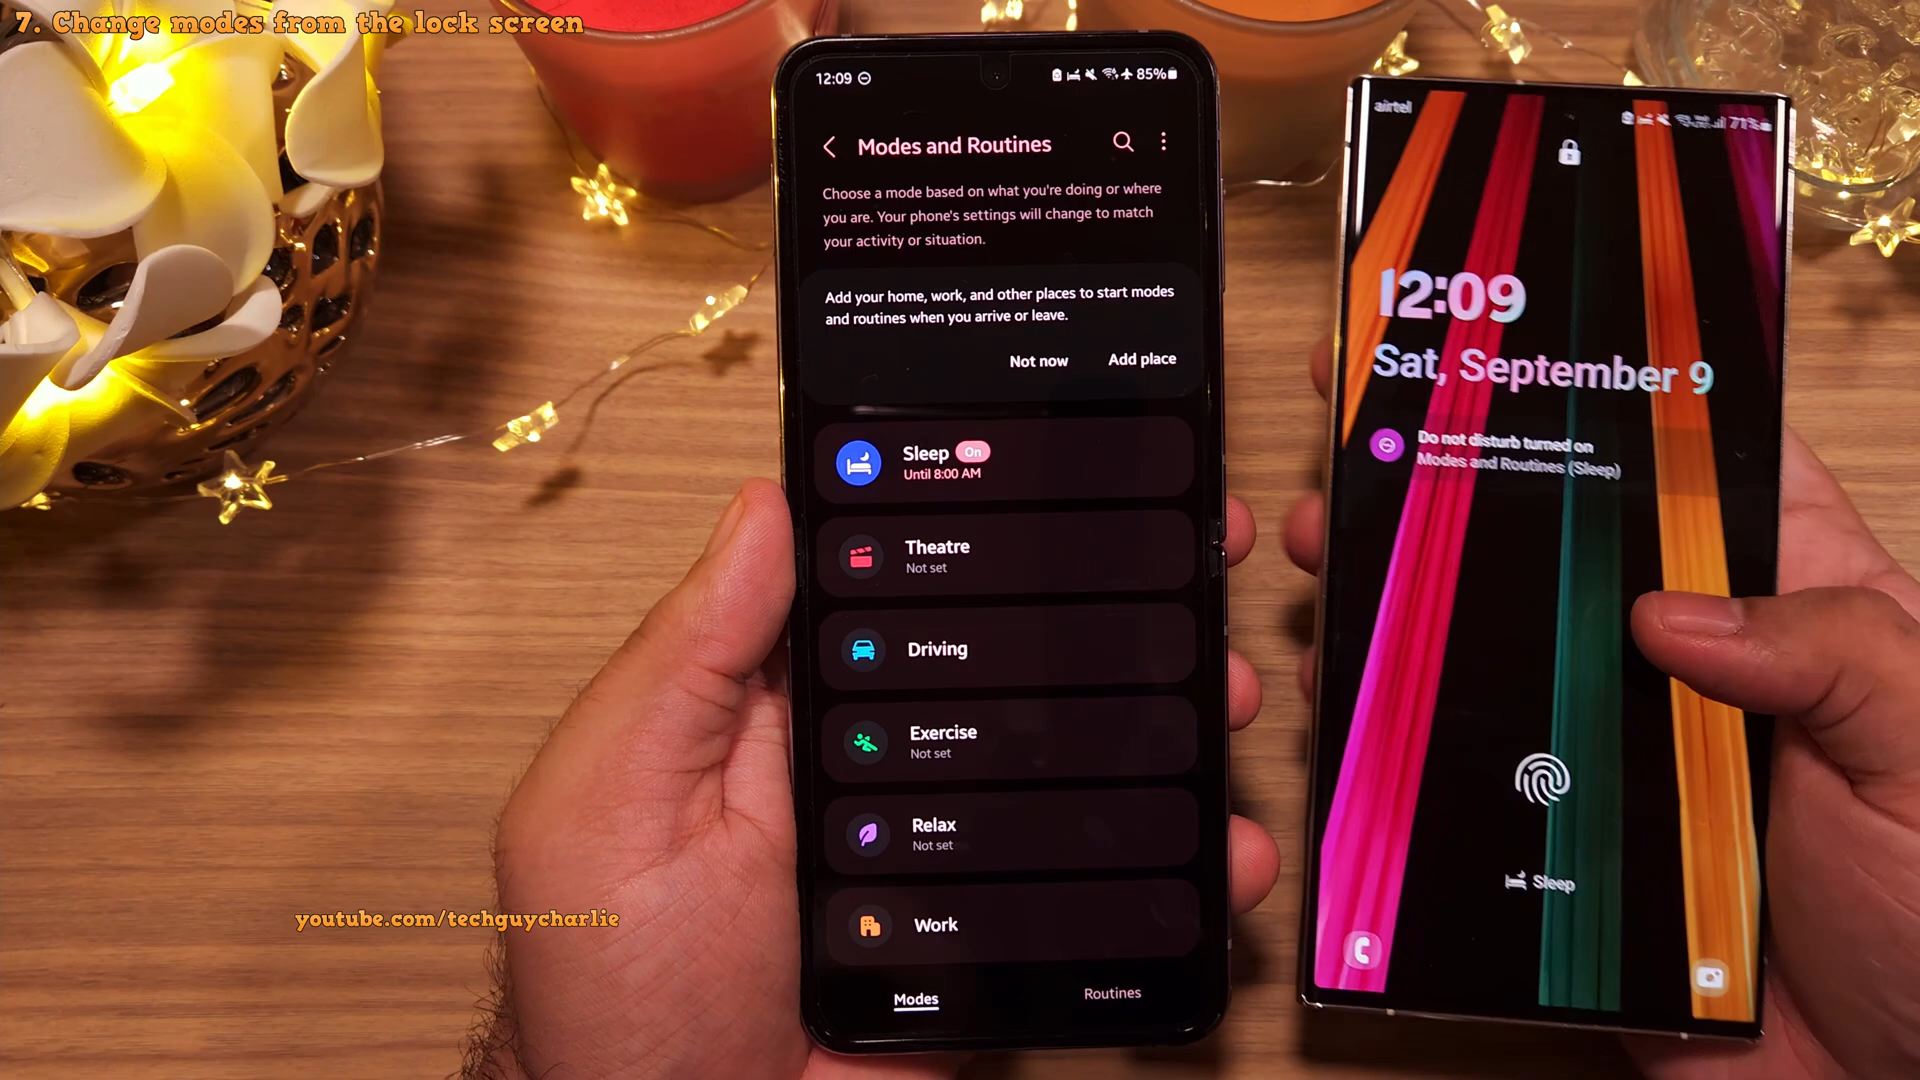 7. Change modes from the lock screen
12:09
85%
Modes and Routines
Choose a mode based on what you're doing or where
you are. Your phone's settings will change to match
your activity or situation.
Add your home, work, and other places to start modes
and routines when you arrive or leave.
Not now
Add place
Sleep On
Until 8:00 AM
Theatre
Not set
Driving
Exercise
Not set
Relax
Not set
Work
Modes
Routines
airtel
71%
12:09
Sat, September 9
Do not disturb turned on
Modes and Routines (Sleep)
Sleep
youtube.com/techguycharlie